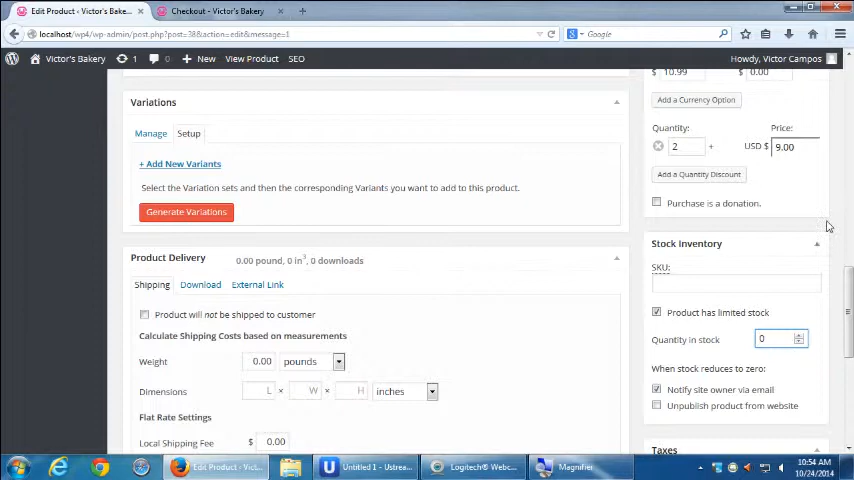 Edit Product ‹ Victor's Bake...
Checkout - Victor's Bakery
localhost/wp4/wp-admin/post.php?post=38&action=edit&message=1
Google
Victor's Bakery
1
0
New
View Product
SEO
Howdy, Victor Campos
$ 10.99
$ 0.00
Add a Currency Option
Variations
Manage
Setup
+ Add New Variants
Select the Variation sets and then the corresponding Variants you want to add to this product.
Generate Variations
Quantity:
Price:
2 +
USD $ 9.00
Add a Quantity Discount
Purchase is a donation.
Product Delivery
0.00 pound, 0 in3, 0 downloads
Shipping
Download
External Link
Product will not be shipped to customer
Calculate Shipping Costs based on measurements
Weight
0.00
pounds
Dimensions
L × W × H
inches
Flat Rate Settings
Local Shipping Fee
$ 0.00
Stock Inventory
SKU:
Product has limited stock
Quantity in stock
0
When stock reduces to zero:
Notify site owner via email
Unpublish product from website
Taxes
Edit Product ‹ Vict...
Untitled 1 - Ustrea...
Logitech® Webc...
Magnifier
10:54 AM
10/24/2014